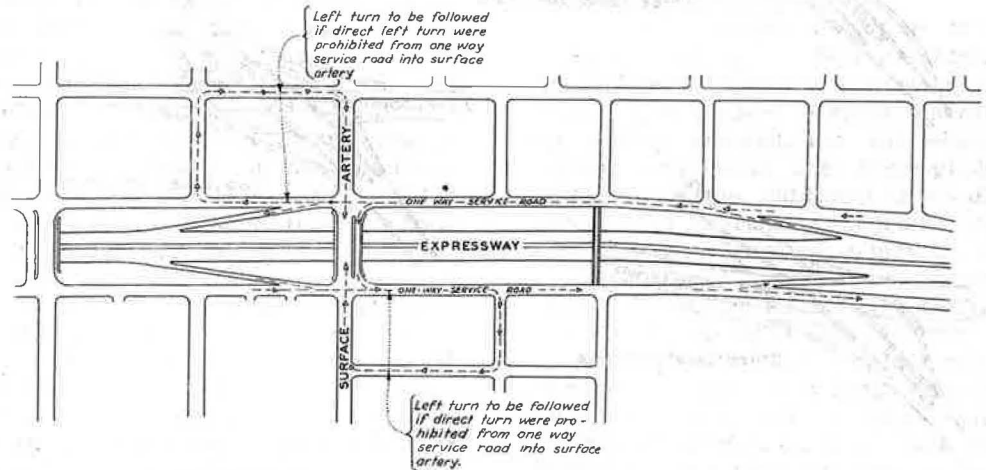 Left turn to be followed
if direct left turn were
prohibited from one way
service road into surface
artery
ARTERY
ONE WAY-SERVICE ROAD
EXPRESSWAY
ONE-WAY-SERVICE ROAD
SURFACE
Left turn to be followed
if direct turn were pro-
hibited from one way
service road into surface
artery.